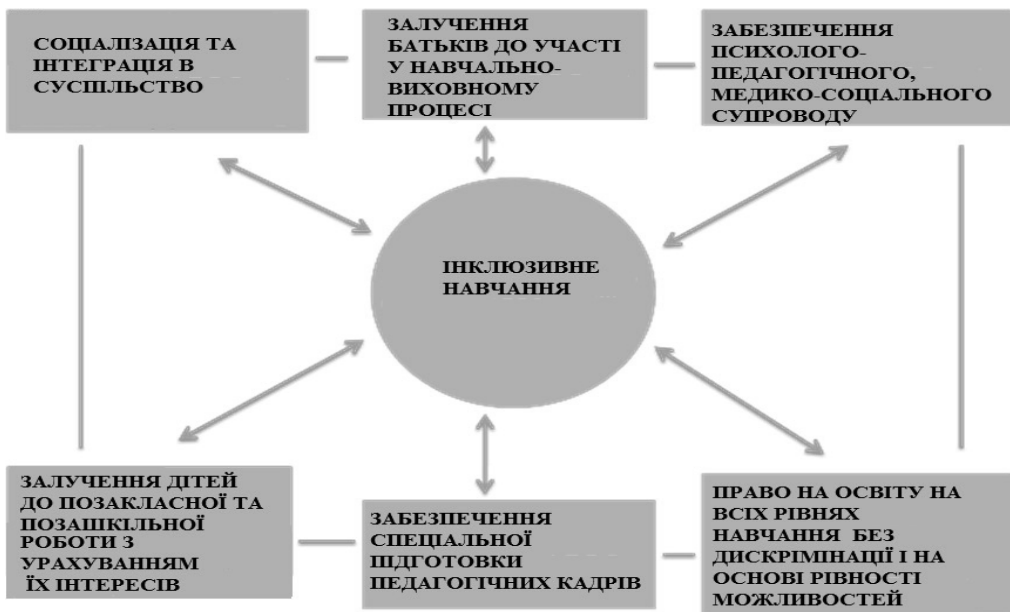 СОЦІАЛІЗАЦІЯ ТА
ІНТЕГРАЦІЯ В
СУСПІЛЬСТВО
ЗАЛУЧЕННЯ
БАТЬКІВ ДО УЧАСТІ
У НАВЧАЛЬНО-
ВИХОВНОМУ
ПРОЦЕСІ
ЗАБЕЗПЕЧЕННЯ
ПСИХОЛОГО-
ПЕДАГОГІЧНОГО,
МЕДИКО-СОЦІАЛЬНОГО
СУПРОВОДУ
ІНКЛЮЗИВНЕ
НАВЧАННЯ
ЗАЛУЧЕННЯ ДІТЕЙ
ДО ПОЗАКЛАСНОЇ ТА
ПОЗАШКІЛЬНОЇ
РОБОТИ З
УРАХУВАННЯМ
ЇХ ІНТЕРЕСІВ
ЗАБЕЗПЕЧЕННЯ
СПЕЦІАЛЬНОЇ
ПІДГОТОВКИ
ПЕДАГОГІЧНИХ КАДРІВ
ПРАВО НА ОСВІТУ НА
ВСІХ РІВНЯХ
НАВЧАННЯ БЕЗ
ДИСКРИМІНАЦІЇ І НА
ОСНОВІ РІВНОСТІ
МОЖЛИВОСТЕЙ